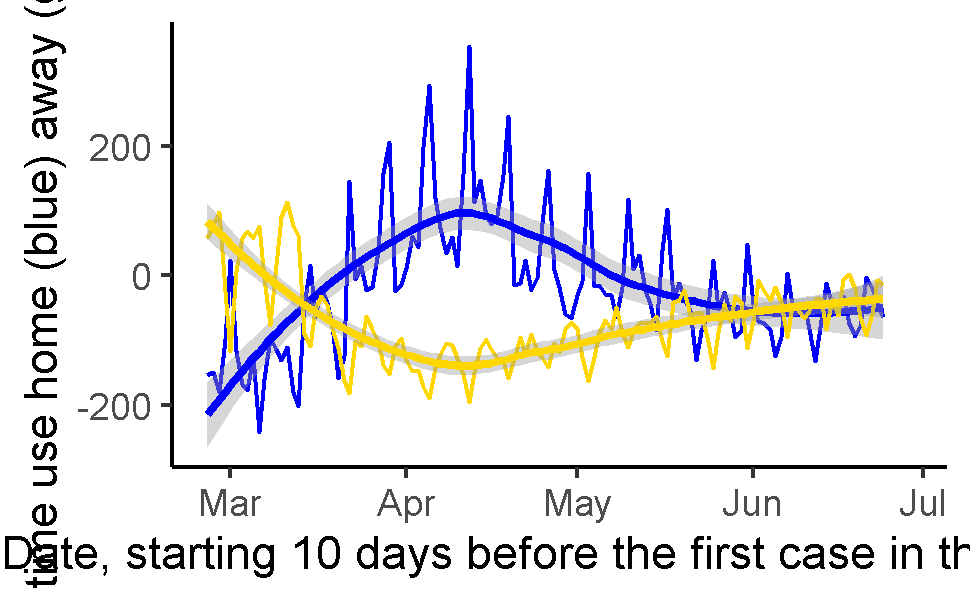 time use home (blue) away (
200
0
-200
Mar Apr May Jun Jul
Date, starting 10 days before the first case in th